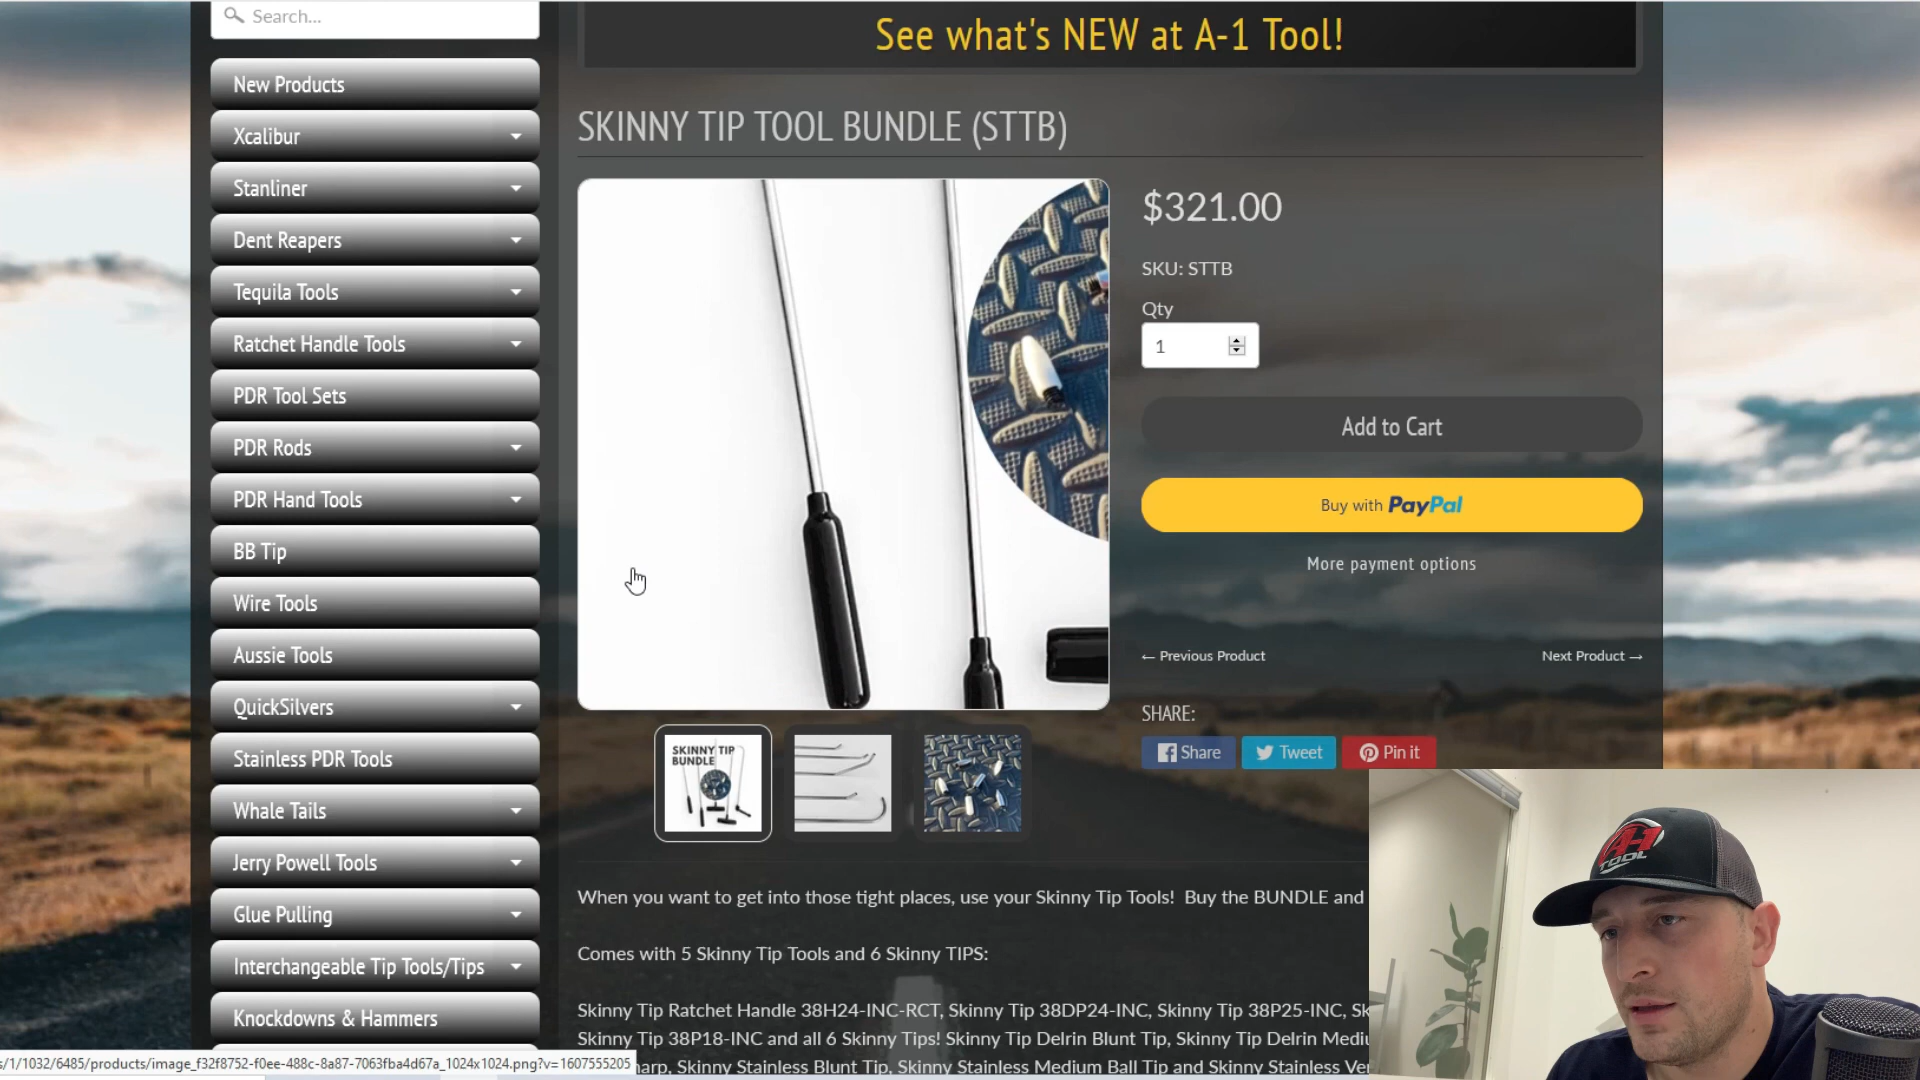 Search...
New Products
Xcalibur
Stanliner
Dent Reapers
Tequila Tools
Ratchet Handle Tools
PDR Tool Sets
PDR Rods
PDR Hand Tools
BB Tip
Wire Tools
Aussie Tools
QuickSilvers
Stainless PDR Tools
Whale Tails
Jerry Powell Tools
Glue Pulling
Interchangeable Tip Tools/Tips
Knockdowns & Hammers
See what's NEW at A-1 Tool!
SKINNY TIP TOOL BUNDLE (STTB)
$321.00
SKU: STTB
Qty
1
Add to Cart
Buy with PayPal
More payment options
← Previous Product
Next Product →
SHARE:
Share
Tweet
Pin it
SKINNY TIP
BUNDLE
When you want to get into those tight places, use your Skinny Tip Tools! Buy the BUNDLE and
Comes with 5 Skinny Tip Tools and 6 Skinny TIPS:
Skinny Tip Ratchet Handle 38H24-INC-RCT, Skinny Tip 38DP24-INC, Skinny Tip 38P25-INC,
Skinny Tip 38P18-INC and all 6 Skinny Tips! Skinny Tip Delrin Blunt Tip, Skinny Tip Delrin
Skinny Stainless Blunt Tip, Skinny Stainless Medium Ball Tip and Skinny Stainless
s/1/1032/6485/products/image_f32f8752-f0ee-488c-8a87-7063fba4d67a_1024x1024.png?v=1607555205
A-1
TOOL